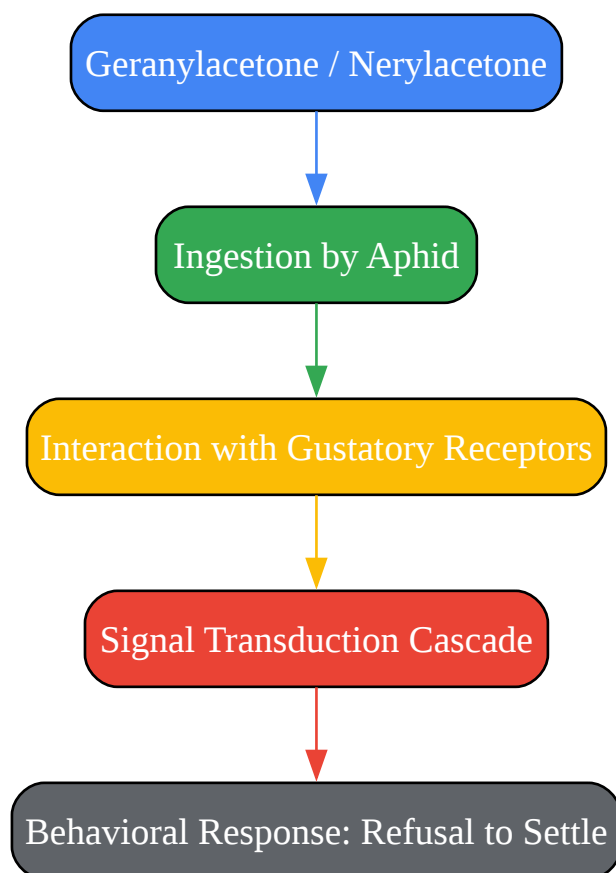 Geranylacetone / Nerylacetone
Ingestion by Aphid
Interaction with Gustatory Receptors
Signal Transduction Cascade
Behavioral Response: Refusal to Settle